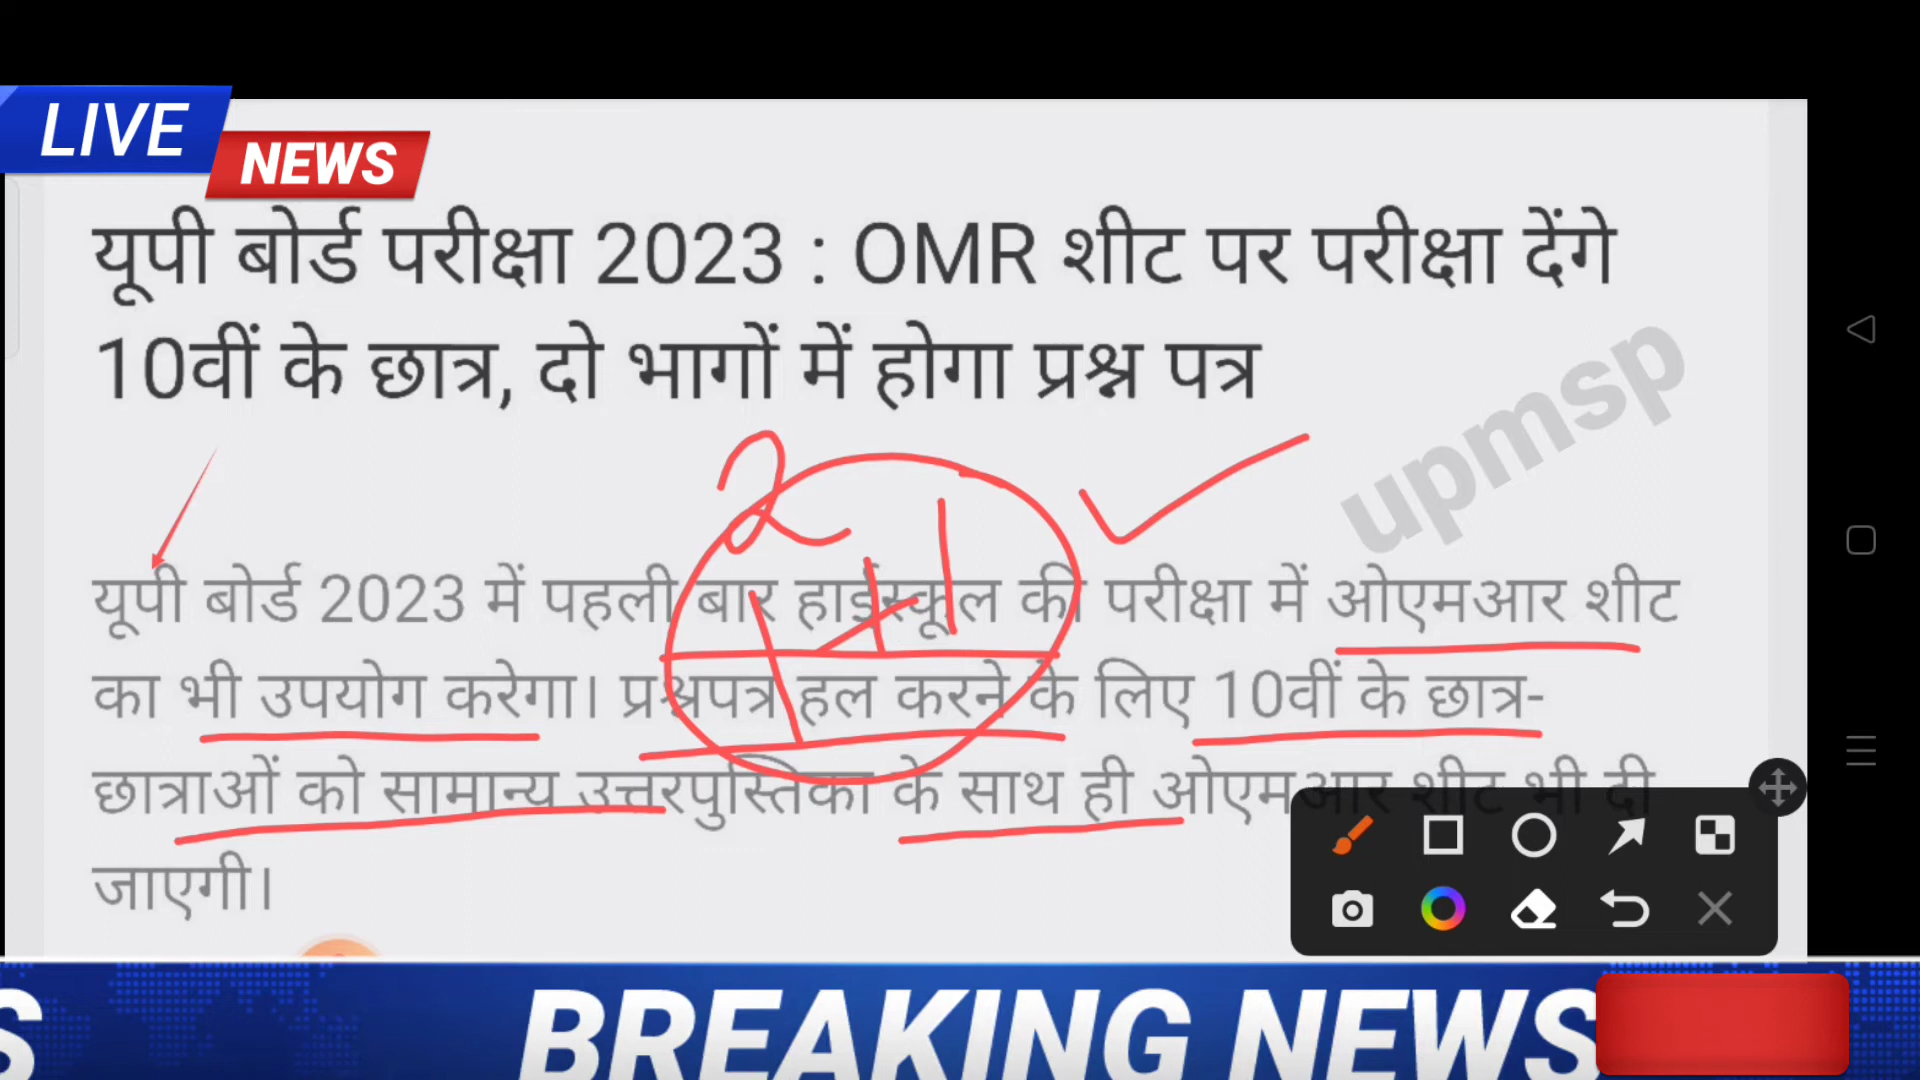 LIVE
NEWS
यूपी बोर्ड परीक्षा 2023 : OMR शीट पर परीक्षा देंगे
10वीं के छात्र, दो भागों में होगा प्रश्न पत्र
upmsp
2
यूपी बोर्ड 2023 में पहली बार हाईस्कूल की परीक्षा में ओएमआर शीट
का भी उपयोग करेगा। प्रश्नपत्र हल करने के लिए 10वीं के छात्र-
छात्राओं को सामान्य उत्तरपुस्तिका के साथ ही ओएमआर शीट भी दी
जाएगी।
S BREAKING NEWS